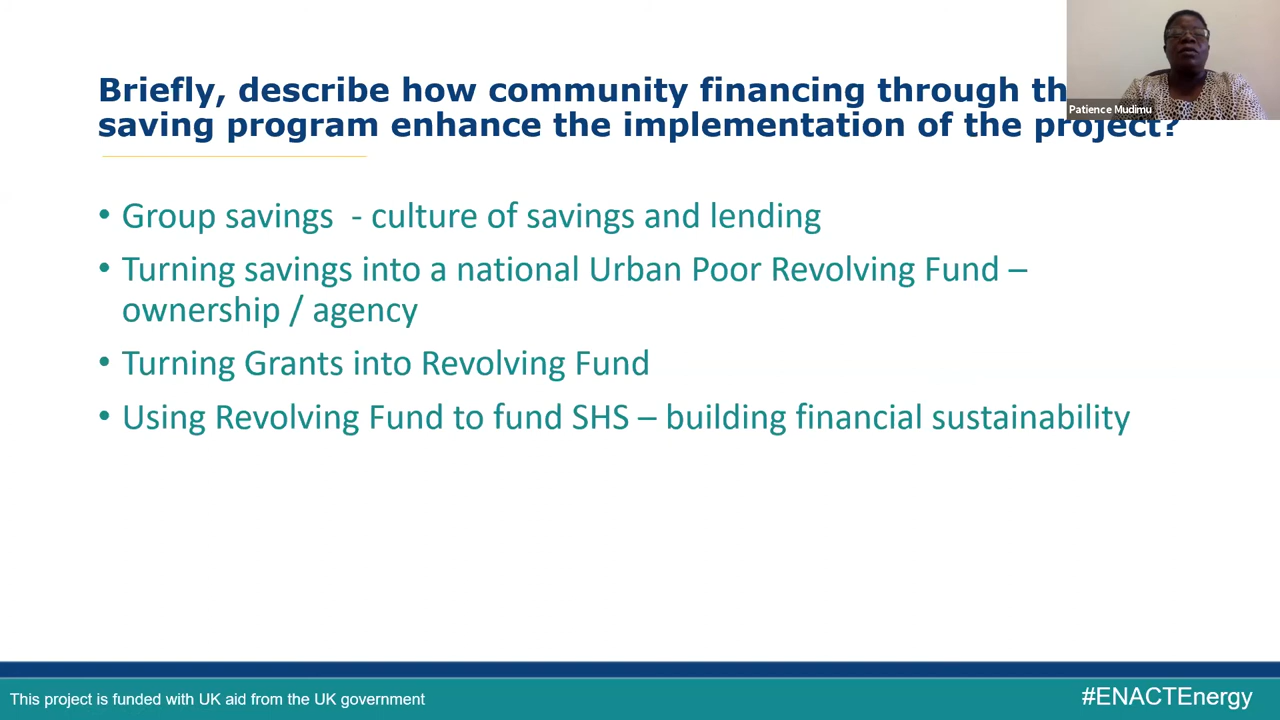 Briefly, describe how community financing through
saving program enhance the implementation of the project?
Patience Mudimu
• Group savings - culture of savings and lending
• Turning savings into a national Urban Poor Revolving Fund –
ownership / agency
• Turning Grants into Revolving Fund
• Using Revolving Fund to fund SHS – building financial sustainability
This project is funded with UK aid from the UK government
#ENACTEnergy